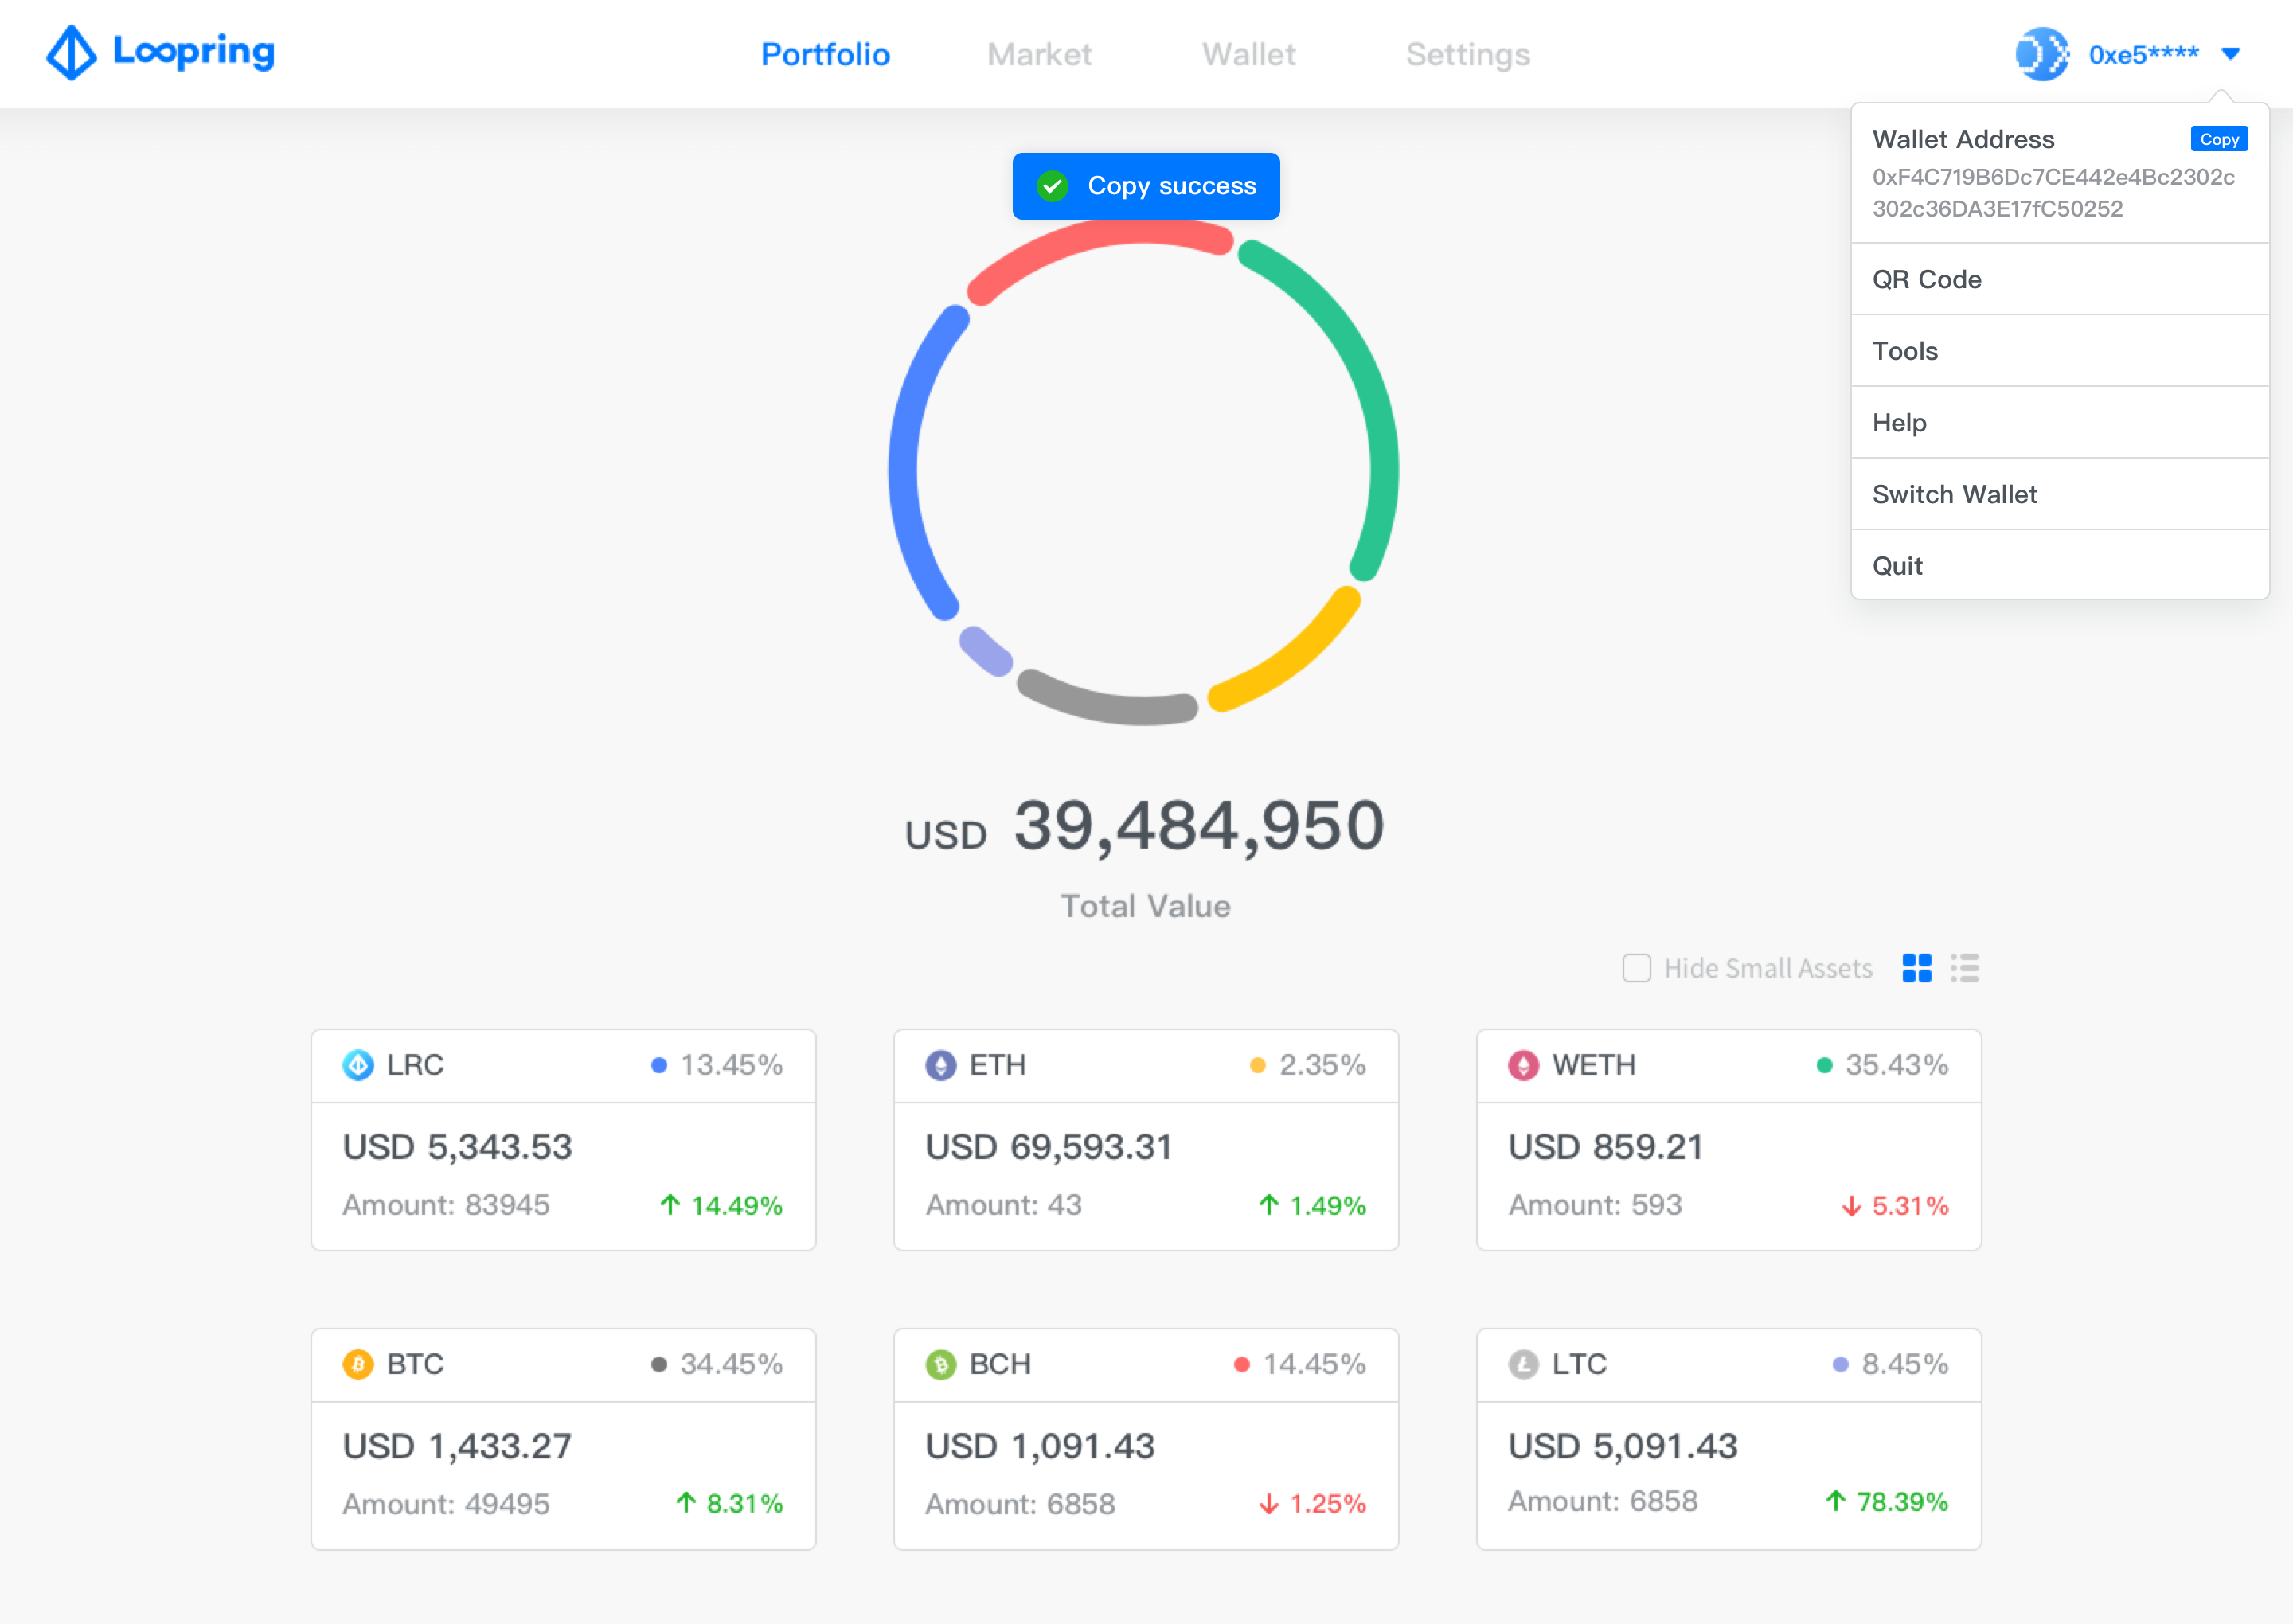 Loopring
Portfolio
Market
Wallet
Settings
0xe5****
Wallet Address
Copy
0xF4C719B6Dc7CE442e4Bc2302c
302c36DA3E17fC50252
QR Code
Tools
Help
Switch Wallet
Quit
Copy success
USD 39,484,950
Total Value
Hide Small Assets
LRC 13.45%
USD 5,343.53
Amount: 83945 14.49%
ETH 2.35%
USD 69,593.31
Amount: 43 1.49%
WETH 35.43%
USD 859.21
Amount: 593 5.31%
BTC 34.45%
USD 1,433.27
Amount: 49495 8.31%
BCH 14.45%
USD 1,091.43
Amount: 6858 1.25%
LTC 8.45%
USD 5,091.43
Amount: 6858 78.39%